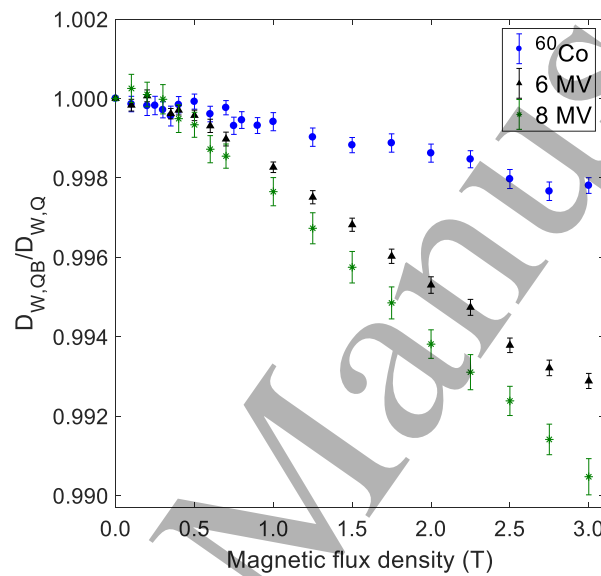 1.002
1.000
0.998
0.996
0.994
0.992
0.990
D_W,QB/D_W,Q
⁶⁰Co
6 MV
8 MV
0.0 0.5 1.0 1.5 2.0 2.5 3.0
Magnetic flux density (T)
Manus